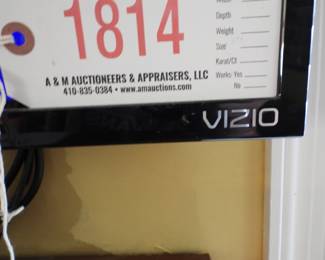 Depth
1814
Weight
Size
Karat/Ct
Works: Yes
No
A & M AUCTIONEERS & APPRAISERS, LLC
410-835-0384 • www.amauctions.com
VIZIO